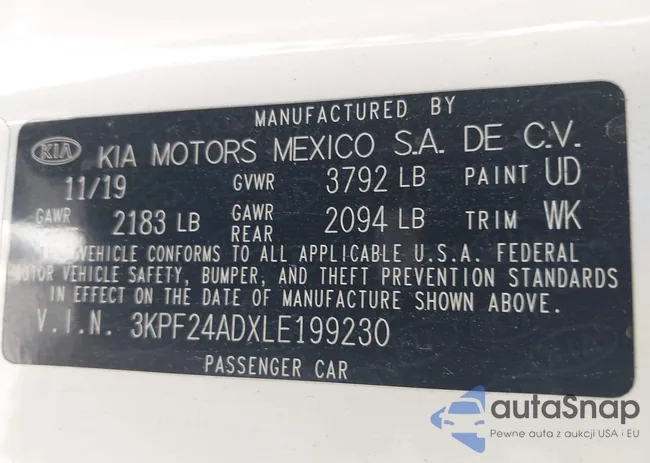 MANUFACTURED BY
KIA KIA MOTORS MEXICO S.A. DE C.V.
11/19 GVWR 3792 LB PAINT UD
GAWR 2183 LB GAWR REAR 2094 LB TRIM WK
VEHICLE CONFORMS TO ALL APPLICABLE U.S.A. FEDERAL
MOTOR VEHICLE SAFETY, BUMPER, AND THEFT PREVENTION STANDARDS
IN EFFECT ON THE DATE OF MANUFACTURE SHOWN ABOVE.
V.I.N. 3KPF24ADXLE199230
PASSENGER CAR
autaSnap
Pewne auta z aukcji USA i EU